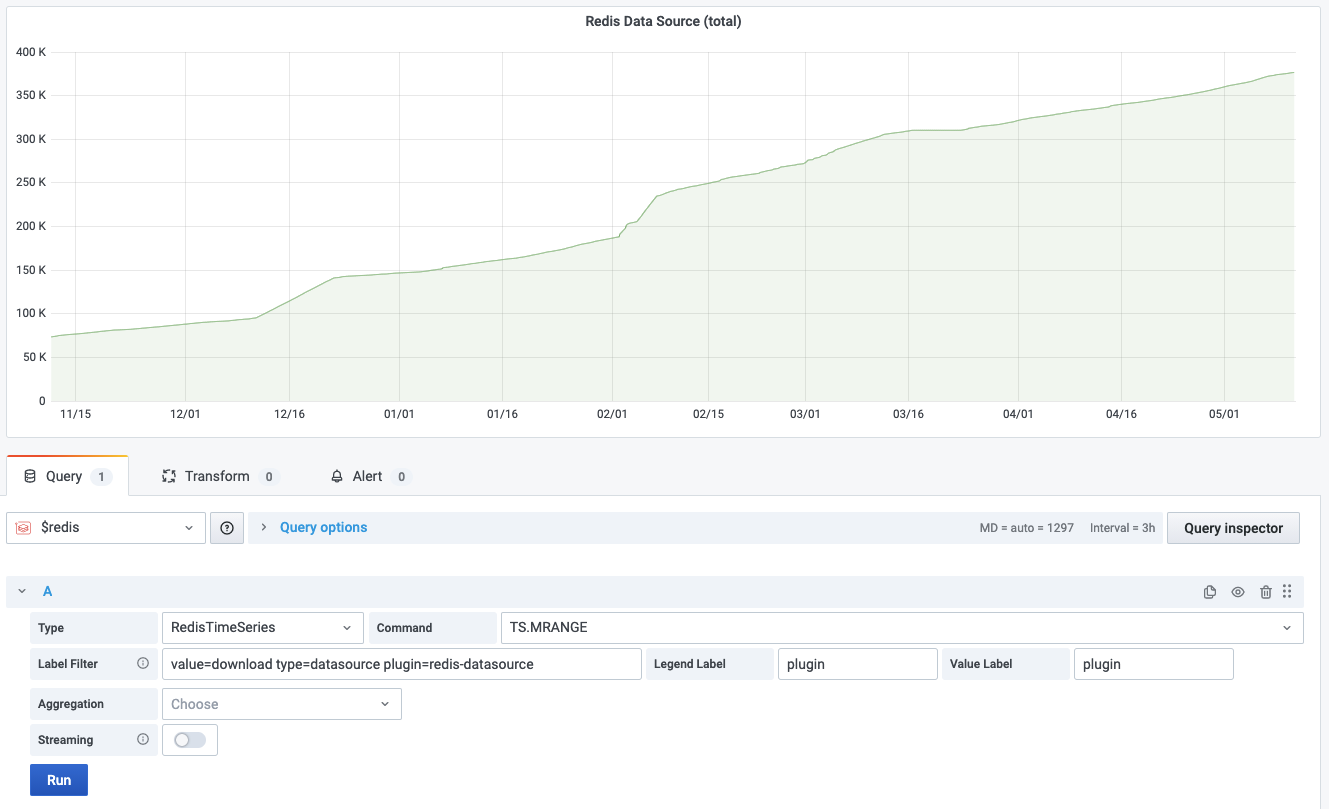 Redis Data Source (total)
400 K
350 K
300 K
250 K
200 K
150 K
100 K
50 K
0
11/15 12/01 12/16 01/01 01/16 02/01 02/15 03/01 03/16 04/01 04/16 05/01
Query 1 Transform 0 Alert 0
$redis Query options MD = auto = 1297 Interval = 3h Query inspector
A
Type RedisTimeSeries Command TS.MRANGE
Label Filter value=download type=datasource plugin=redis-datasource Legend Label plugin Value Label plugin
Aggregation Choose
Streaming
Run